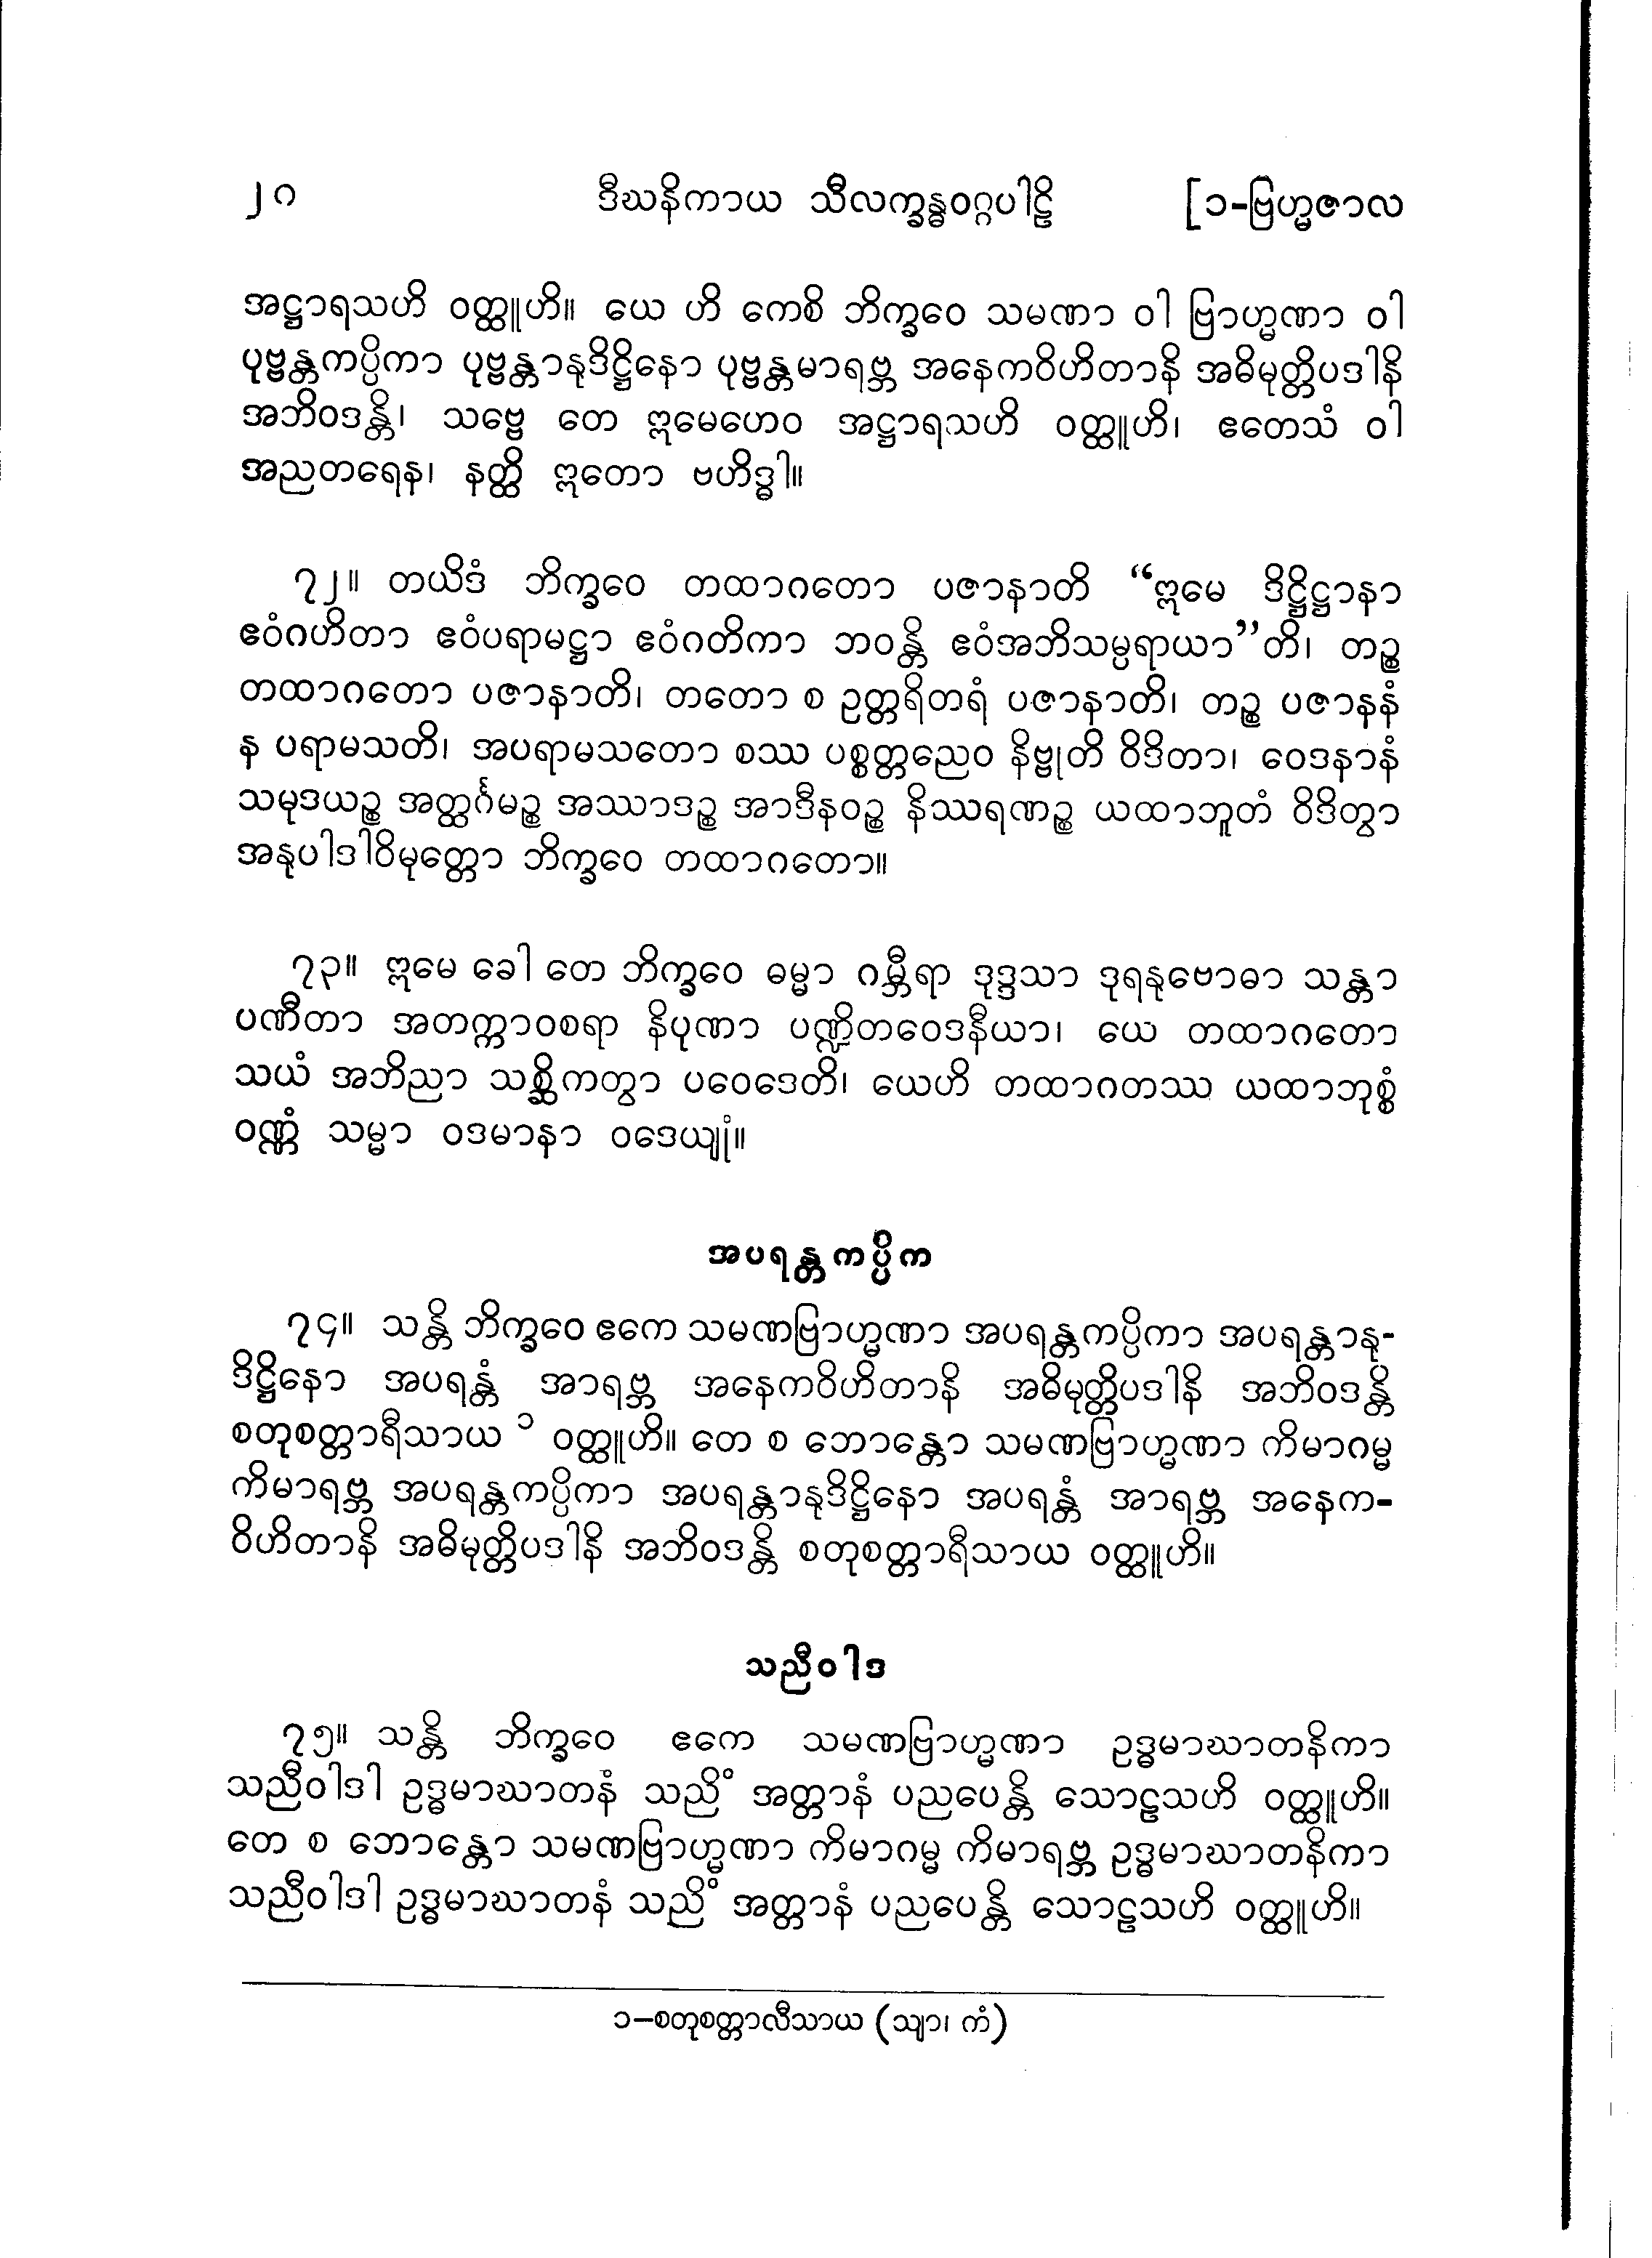 ၂၀ ဒီဃနိကာယ သီလက္ခန္ဓဝဂ္ဂပါဠိ [၁-ဗြဟ္မဇာလ
အဋ္ဌာရသဟိ ဝတ္ထူဟိ။ ယေ ဟိ ကေစိ ဘိက္ခဝေ သမဏာ ဝါ ဗြာဟ္မဏာ ဝါ
ပုဗ္ဗန္တကပ္ပိကာ ပုဗ္ဗန္တာနုဒိဋ္ဌိနော ပုဗ္ဗန္တမာရဗ္ဘ အနေကဝိဟိတာနိ အဓိမုတ္တိပဒါနိ
အဘိဝဒန္တိ၊ သဗ္ဗေ တေ ဣမေဟေဝ အဋ္ဌာရသဟိ ဝတ္ထူဟိ၊ ဧတေသံ ဝါ
အညတရေန၊ နတ္ထိ ဣတော ဗဟိဒ္ဓါ။
၇၂။ တယိဒံ ဘိက္ခဝေ တထာဂတော ပဇာနာတိ “ဣမေ ဒိဋ္ဌိဋ္ဌာနာ
ဧဝံဂဟိတာ ဧဝံပရာမဋ္ဌာ ဧဝံဂတိကာ ဘဝန္တိ ဧဝံအဘိသမ္ပရာယာ”တိ၊ တဉ္စ
တထာဂတော ပဇာနာတိ၊ တတော စ ဥတ္တရိတရံ ပဇာနာတိ၊ တဉ္စ ပဇာနနံ
န ပရာမသတိ၊ အပရာမသတော စဿ ပစ္စတ္တညေဝ နိဗ္ဗုတိ ဝိဒိတာ၊ ဝေဒနာနံ
သမုဒယဉ္စ အတ္ထင်္ဂမဉ္စ အဿာဒဉ္စ အာဒီနဝဉ္စ နိဿရဏဉ္စ ယထာဘူတံ ဝိဒိတွာ
အနုပါဒါဝိမုတ္တော ဘိက္ခဝေ တထာဂတော။
၇၃။ ဣမေ ခေါ တေ ဘိက္ခဝေ ဓမ္မာ ဂမ္ဘီရာ ဒုဒ္ဒသာ ဒုရနုဗောဓာ သန္တာ
ပဏီတာ အတက္ကာဝစရာ နိပုဏာ ပဏ္ဍိတဝေဒနီယာ၊ ယေ တထာဂတော
သယံ အဘိညာ သစ္ဆိကတွာ ပဝေဒေတိ၊ ယေဟိ တထာဂတဿ ယထာဘုစ္စံ
ဝဏ္ဏံ သမ္မာ ဝဒမာနာ ဝဒေယျုံ။
အပရန္တကပ္ပိက
၇၄။ သန္တိ ဘိက္ခဝေ ဧကေ သမဏဗြာဟ္မဏာ အပရန္တကပ္ပိကာ အပရန္တာနု-
ဒိဋ္ဌိနော အပရန္တံ အာရဗ္ဘ အနေကဝိဟိတာနိ အဓိမုတ္တိပဒါနိ အဘိဝဒန္တိ
စတုစတ္တာရီသာယ ၁ ဝတ္ထူဟိ။ တေ စ ဘောန္တော သမဏဗြာဟ္မဏာ ကိမာဂမ္မ
ကိမာရဗ္ဘ အပရန္တကပ္ပိကာ အပရန္တာနုဒိဋ္ဌိနော အပရန္တံ အာရဗ္ဘ အနေက-
ဝိဟိတာနိ အဓိမုတ္တိပဒါနိ အဘိဝဒန္တိ စတုစတ္တာရီသာယ ဝတ္ထူဟိ။
သညီဝါဒ
၇၅။ သန္တိ ဘိက္ခဝေ ဧကေ သမဏဗြာဟ္မဏာ ဥဒ္ဓမာဃာတနိကာ
သညီဝါဒါ ဥဒ္ဓမာဃာတနံ သညိံ အတ္တာနံ ပညပေန္တိ သောဠသဟိ ဝတ္ထူဟိ။
တေ စ ဘောန္တော သမဏဗြာဟ္မဏာ ကိမာဂမ္မ ကိမာရဗ္ဘ ဥဒ္ဓမာဃာတနိကာ
သညီဝါဒါ ဥဒ္ဓမာဃာတနံ သညိံ အတ္တာနံ ပညပေန္တိ သောဠသဟိ ဝတ္ထူဟိ။
၁–စတုစတ္တာလီသာယ (သျာ၊ ကံ)